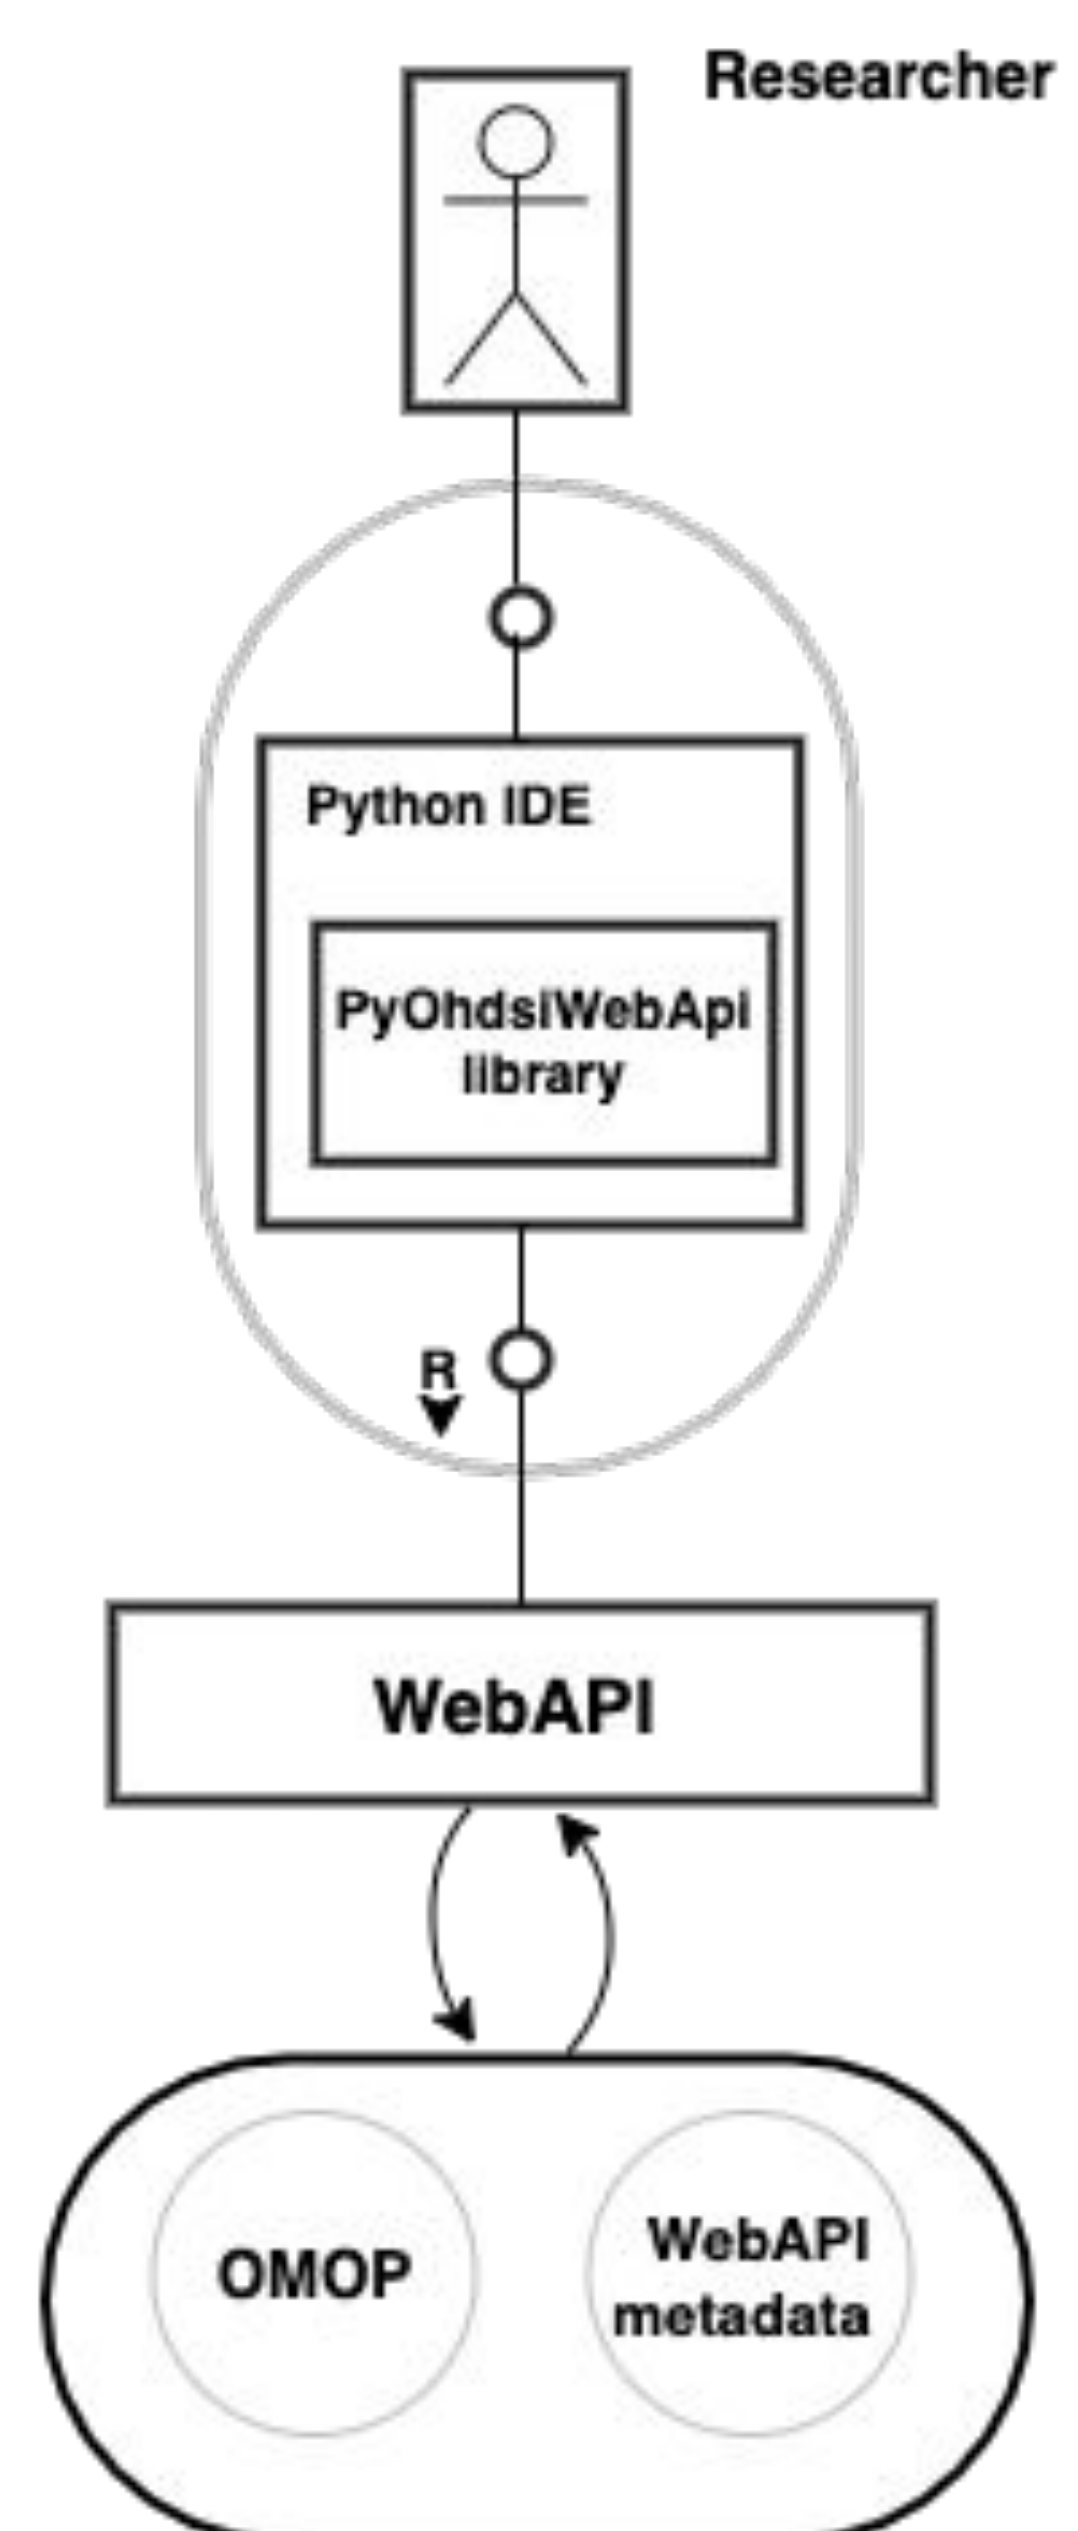 Researcher
Python IDE
PyOhdsiWebApi
library
R
WebAPI
OMOP
WebAPI
metadata